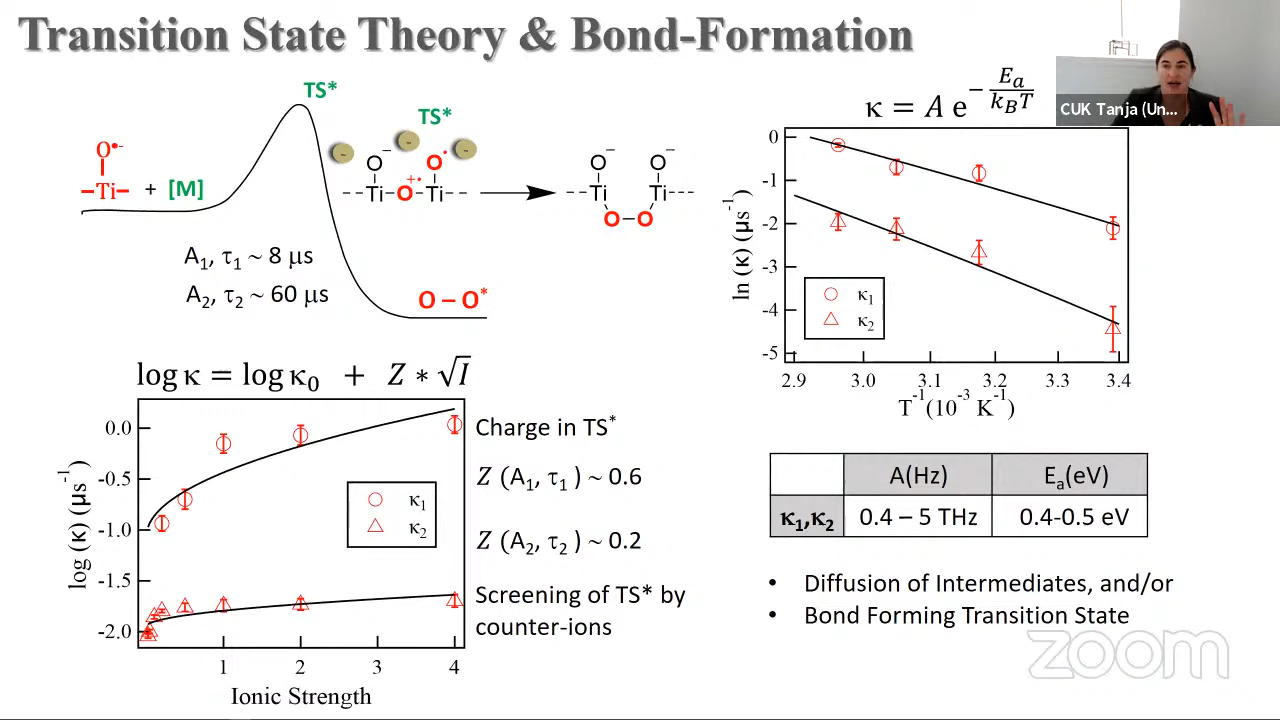 Transition State Theory & Bond-Formation
TS*
TS*
O•-
–Ti– + [M]
- - -
O– O•
+•
--Ti–O–Ti--
O– O–
--Ti Ti---
O–O
A1, τ1 ~ 8 μs
A2, τ2 ~ 60 μs
O – O*
κ = A e^(-Ea/kBT)
CUK Tanja (Un...
0
-1
-2
-3
-4
-5
ln (κ) (μs-1)
κ1
κ2
2.9 3.0 3.1 3.2 3.3 3.4
T-1(10-3 K-1)
log κ = log κ0 + Z * √I
0.0
-0.5
-1.0
-1.5
-2.0
log (κ) (μs-1)
κ1
κ2
1 2 3 4
Ionic Strength
Charge in TS*
Z (A1, τ1 ) ~ 0.6
Z (A2, τ2 ) ~ 0.2
Screening of TS* by
counter-ions
A(Hz) Ea(eV)
κ1,κ2 0.4 – 5 THz 0.4-0.5 eV
• Diffusion of Intermediates, and/or
• Bond Forming Transition State
zoom